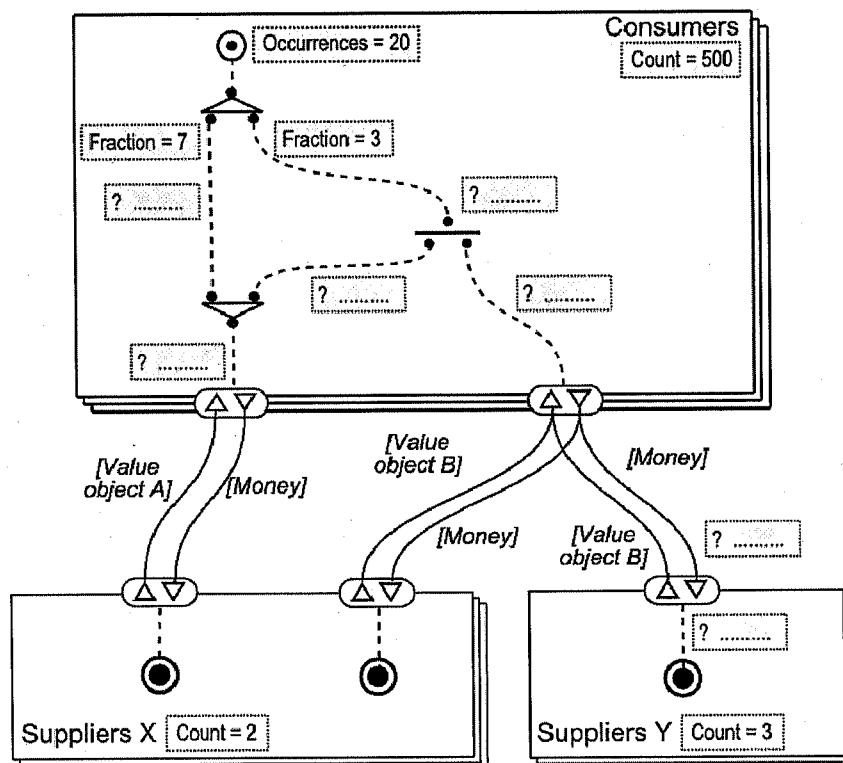 Consumers
Occurrences = 20
Count = 500
Fraction = 7
Fraction = 3
? ..........
? ..........
? ..........
? ..........
? ..........
[Value
object A]
[Money]
[Value
object B]
[Money]
[Money]
[Value
object B]
? ..........
? ..........
Suppliers X
Count = 2
Suppliers Y
Count = 3